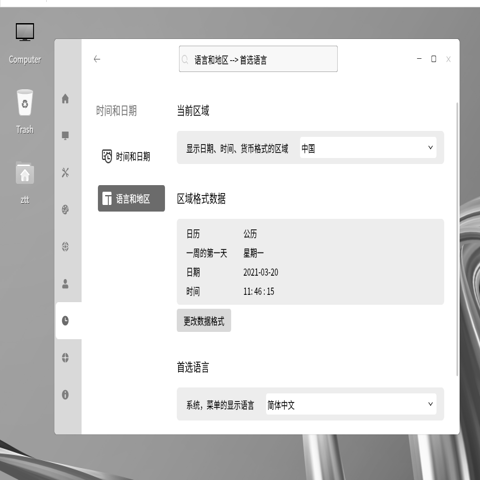 Computer
Trash
ztt
语言和地区 --> 首选语言
时间和日期
时间和日期
语言和地区
当前区域
显示日期、时间、货币格式的区域 中国
区域格式数据
日历 公历
一周的第一天 星期一
日期 2021-03-20
时间 11: 46 : 15
更改数据格式
首选语言
系统，菜单的显示语言 简体中文